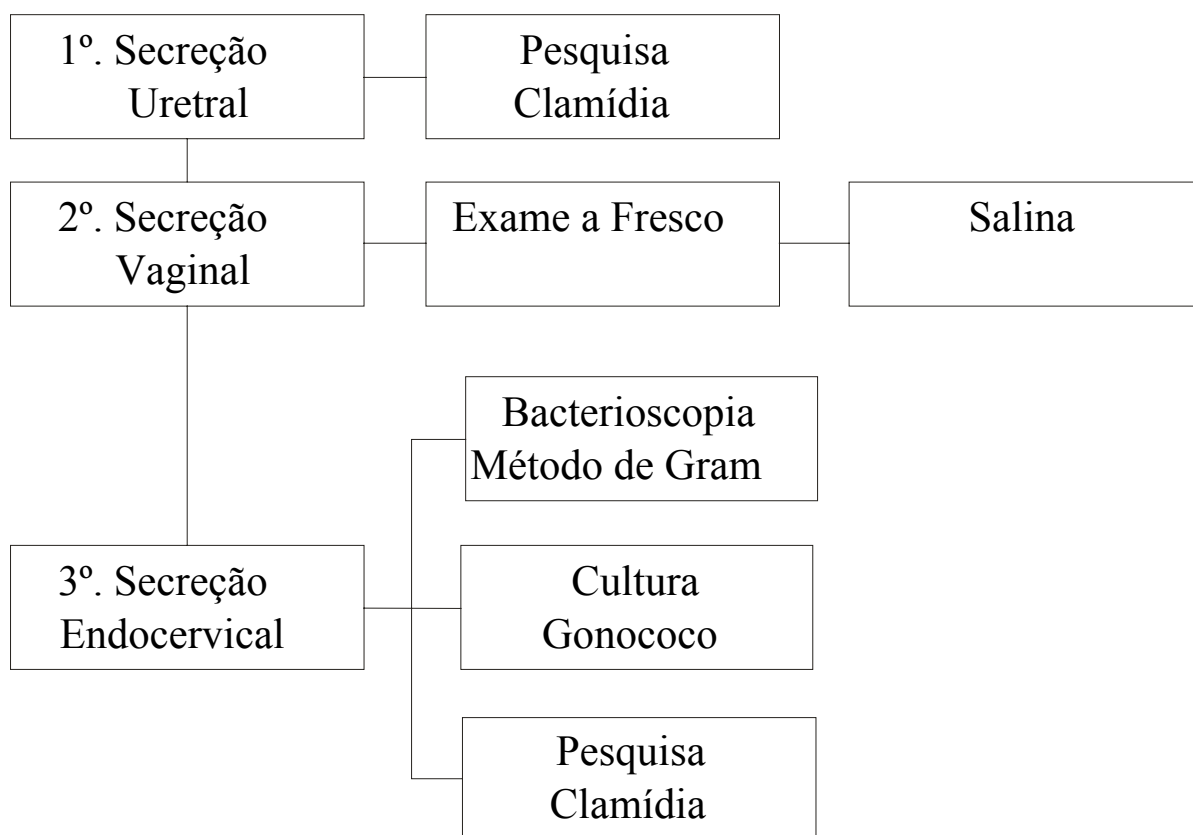 1º. Secreção
Uretral
Pesquisa
Clamídia
2º. Secreção
Vaginal
Exame a Fresco
Salina
Bacterioscopia
Método de Gram
3º. Secreção
Endocervical
Cultura
Gonococo
Pesquisa
Clamídia